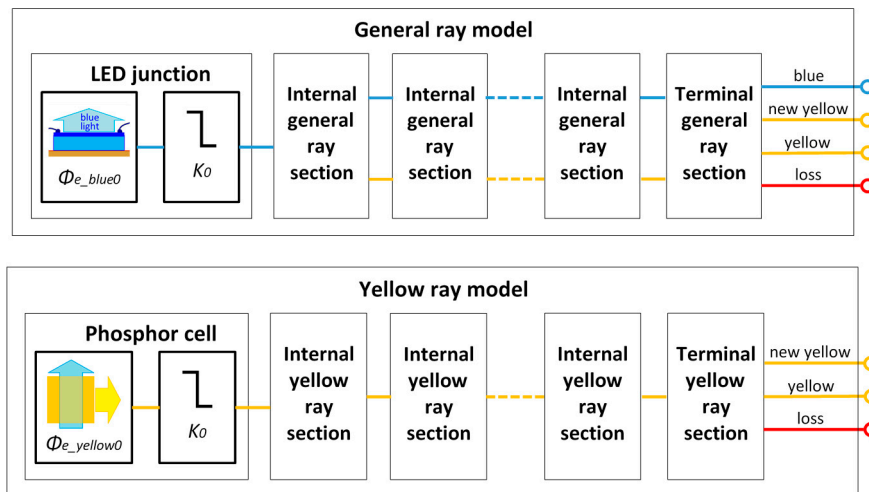 General ray model
LED junction
blue
light
Φe_blue0
K0
Internal
general
ray
section
Internal
general
ray
section
Internal
general
ray
section
Terminal
general
ray
section
blue
new yellow
yellow
loss
Yellow ray model
Phosphor cell
Φe_yellow0
K0
Internal
yellow
ray
section
Internal
yellow
ray
section
Internal
yellow
ray
section
Terminal
yellow
ray
section
new yellow
yellow
loss